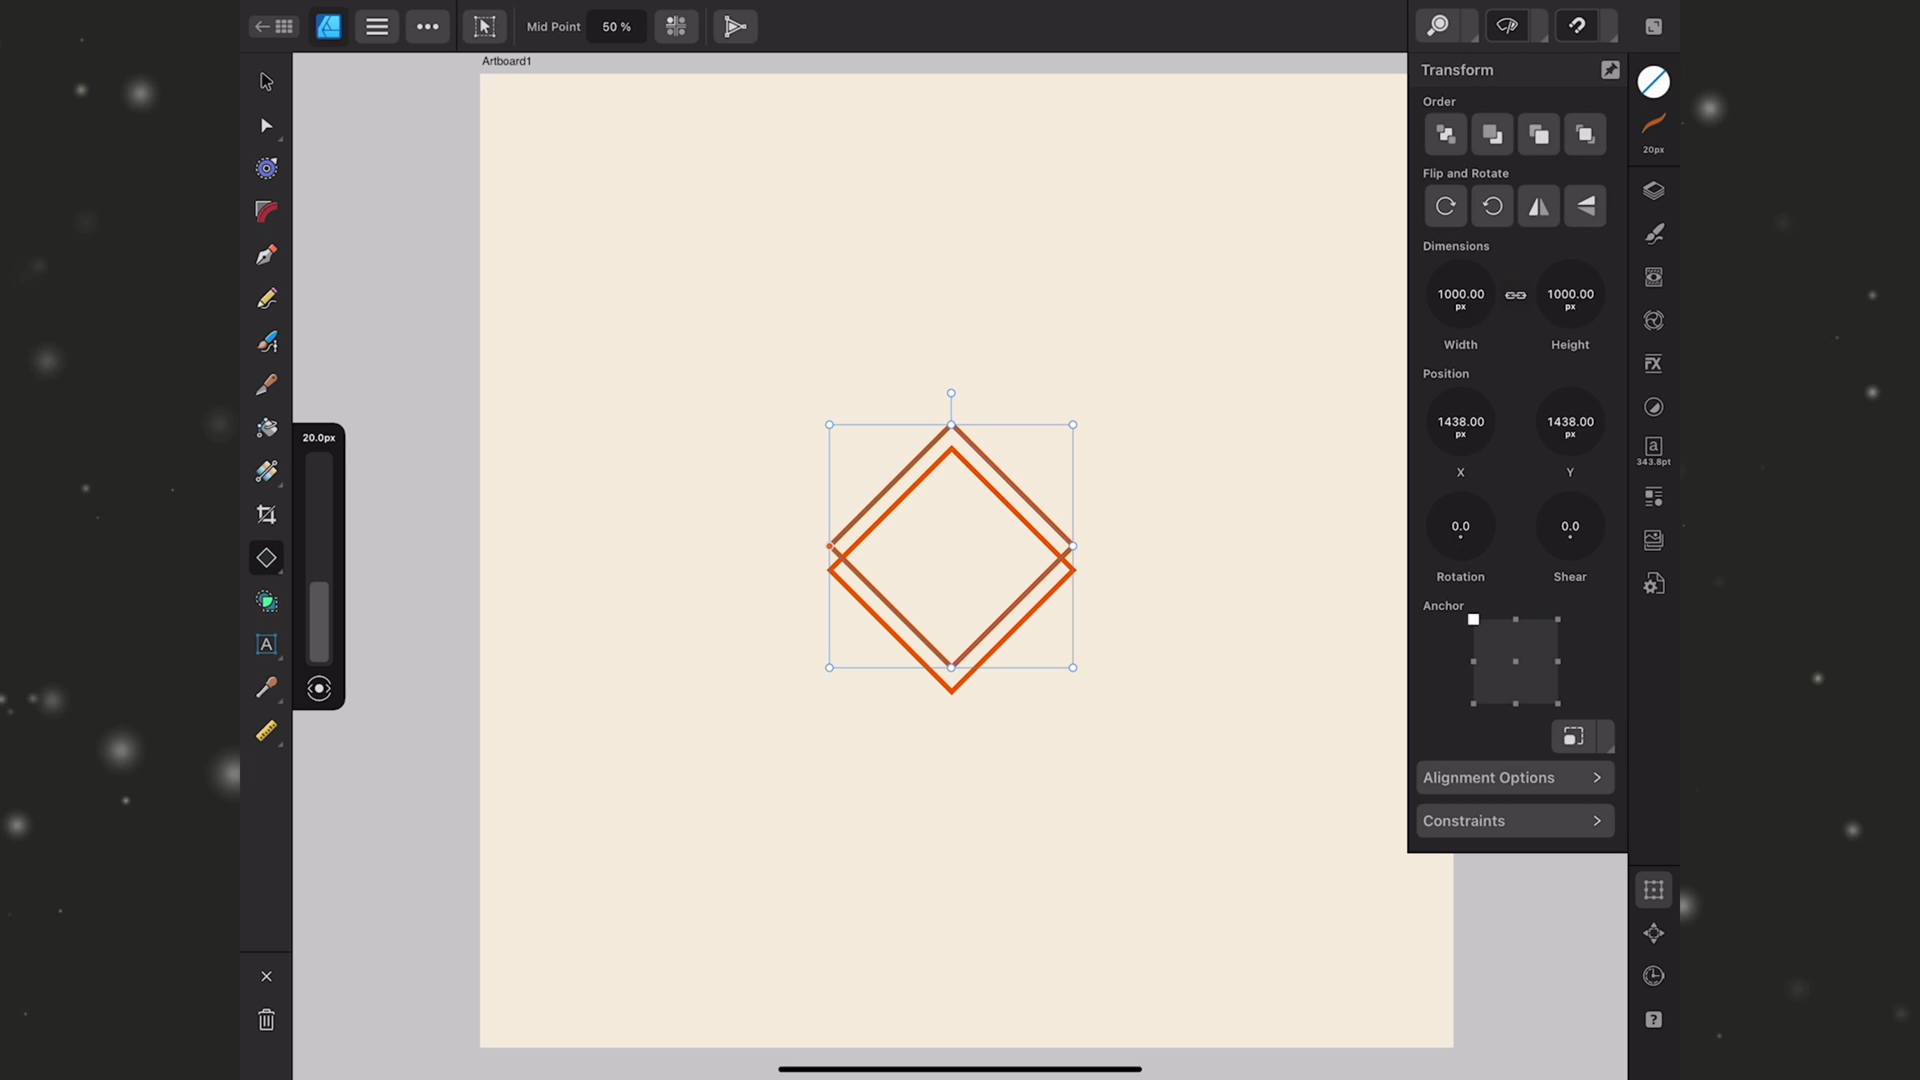 Mid Point 50 %
Artboard1
Transform
Order
20px
Flip and Rotate
Dimensions
1000.00 px
1000.00 px
Width
Height
Position
1438.00 px
1438.00 px
X
Y
0.0 °
0.0 °
Rotation
Shear
Anchor
Alignment Options
Constraints
20.0px
A
FX
a
343.8pt
?